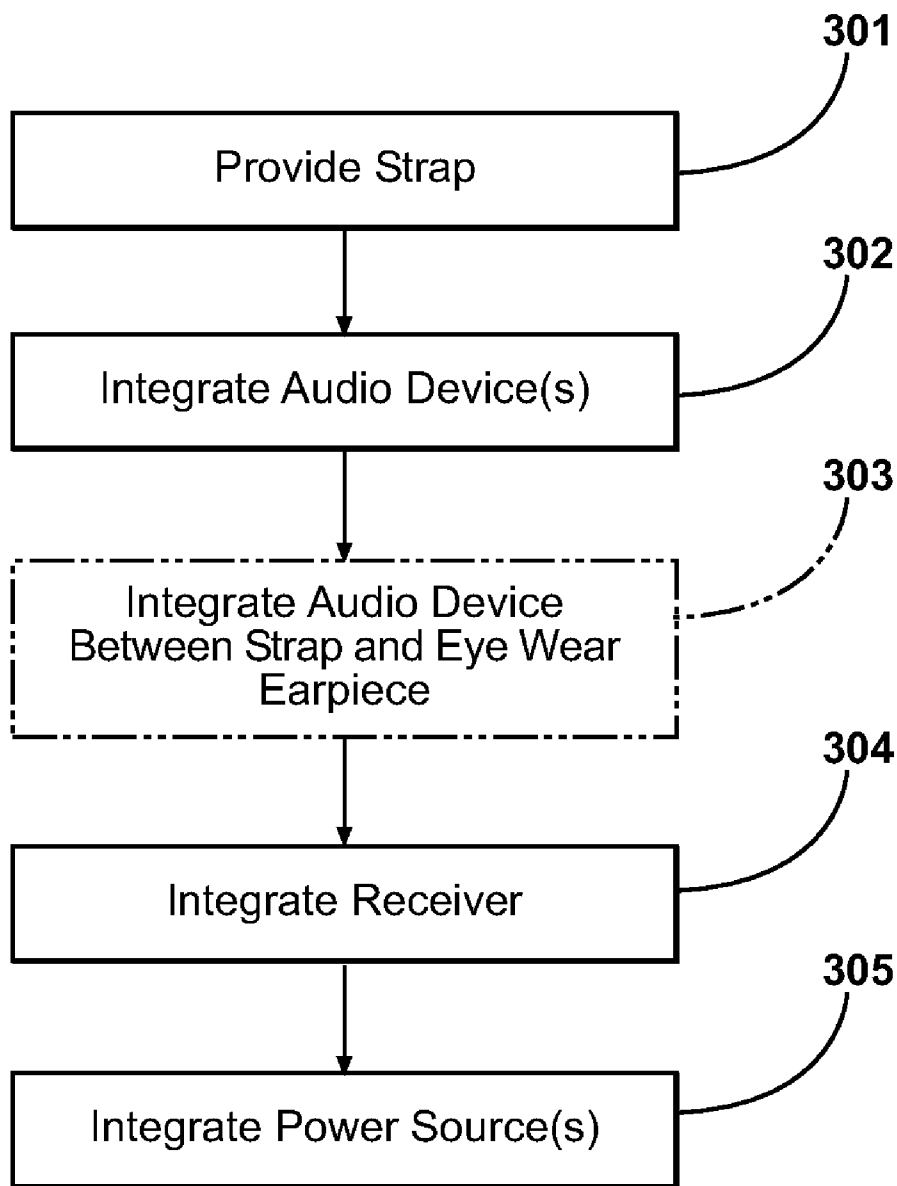 301
Provide Strap
302
Integrate Audio Device(s)
303
Integrate Audio Device
Between Strap and Eye Wear
Earpiece
304
Integrate Receiver
305
Integrate Power Source(s)